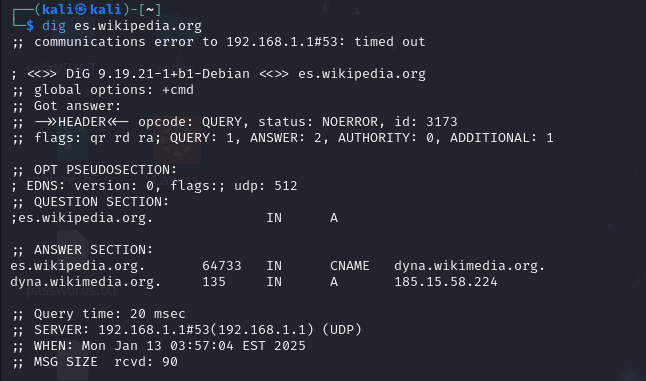 ┌──(kali㉿kali)-[~]
└─$ dig es.wikipedia.org
;; communications error to 192.168.1.1#53: timed out

; <<>> DiG 9.19.21-1+b1-Debian <<>> es.wikipedia.org
;; global options: +cmd
;; Got answer:
;; ->>HEADER<<- opcode: QUERY, status: NOERROR, id: 3173
;; flags: qr rd ra; QUERY: 1, ANSWER: 2, AUTHORITY: 0, ADDITIONAL: 1

;; OPT PSEUDOSECTION:
; EDNS: version: 0, flags:; udp: 512
;; QUESTION SECTION:
;es.wikipedia.org. IN A

;; ANSWER SECTION:
es.wikipedia.org. 64733 IN CNAME dyna.wikimedia.org.
dyna.wikimedia.org. 135 IN A 185.15.58.224

;; Query time: 20 msec
;; SERVER: 192.168.1.1#53(192.168.1.1) (UDP)
;; WHEN: Mon Jan 13 03:57:04 EST 2025
;; MSG SIZE rcvd: 90